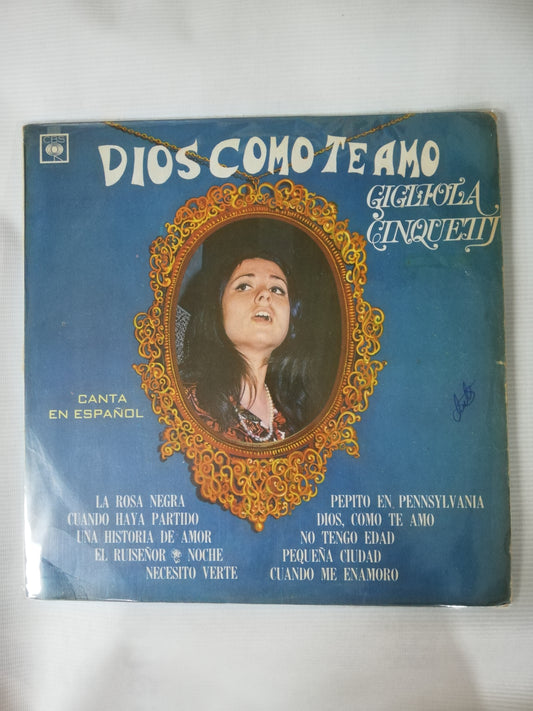 CBS
DIOS COMO TE AMO
GIGLIOLA
CINQUETTI
CANTA
EN ESPAÑOL
LA ROSA NEGRA
CUANDO HAYA PARTIDO
UNA HISTORIA DE AMOR
EL RUISEÑOR NOCHE
NECESITO VERTE
PEPITO EN PENNSYLVANIA
DIOS, COMO TE AMO
NO TENGO EDAD
PEQUEÑA CIUDAD
CUANDO ME ENAMORO